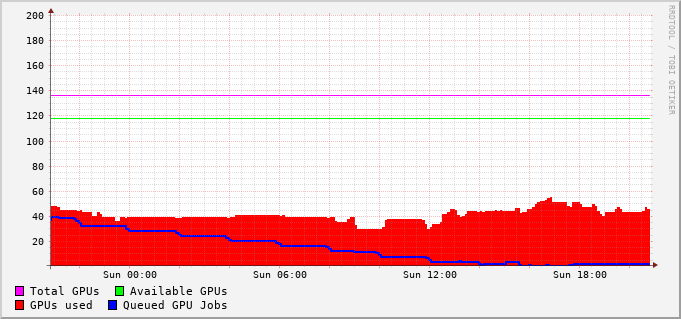 200
180
160
140
120
100
80
60
40
20
Sun 00:00 Sun 06:00 Sun 12:00 Sun 18:00
Total GPUs Available GPUs
GPUs used Queued GPU Jobs
RRDTOOL / TOBI OETIKER